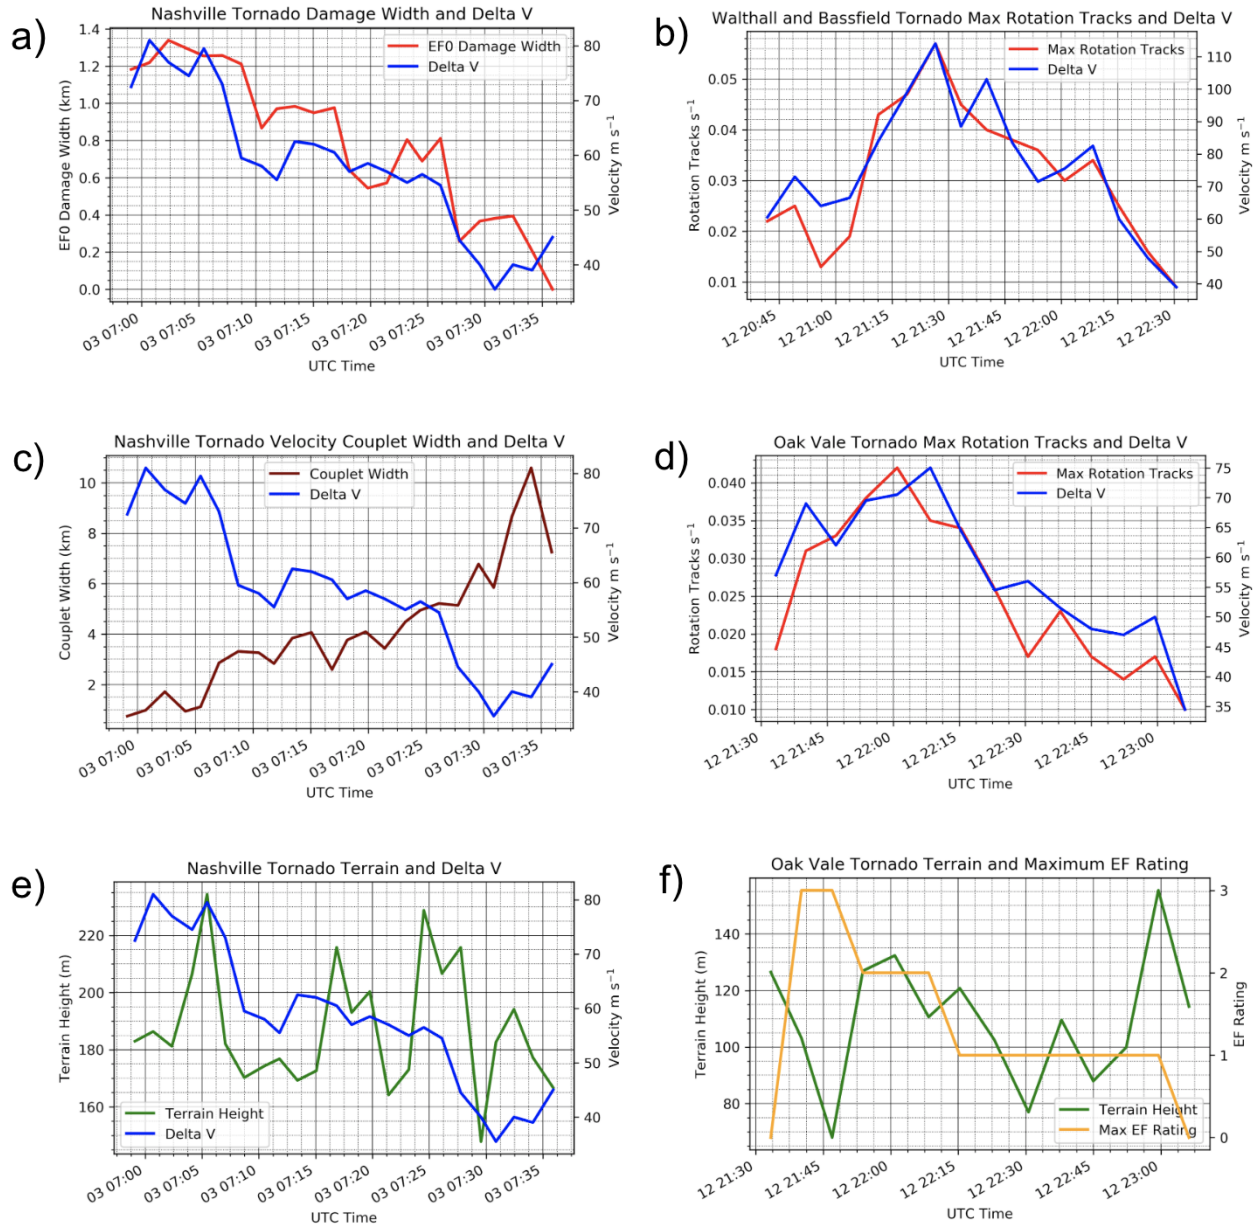 a)
Nashville Tornado Damage Width and Delta V
EF0 Damage Width
Delta V
EF0 Damage Width (km)
1.4
1.2
1.0
0.8
0.6
0.4
0.2
0.0
80
70
60
50
40
Velocity m s⁻¹
03 07:00
03 07:05
03 07:10
03 07:15
03 07:20
03 07:25
03 07:30
03 07:35
UTC Time
b)
Walthall and Bassfield Tornado Max Rotation Tracks and Delta V
Max Rotation Tracks
Delta V
Rotation Tracks s⁻¹
0.05
0.04
0.03
0.02
0.01
110
100
90
80
70
60
50
40
Velocity m s⁻¹
12 20:45
12 21:00
12 21:15
12 21:30
12 21:45
12 22:00
12 22:15
12 22:30
UTC Time
c)
Nashville Tornado Velocity Couplet Width and Delta V
Couplet Width
Delta V
Couplet Width (km)
10
8
6
4
2
80
70
60
50
40
Velocity m s⁻¹
03 07:00
03 07:05
03 07:10
03 07:15
03 07:20
03 07:25
03 07:30
03 07:35
UTC Time
d)
Oak Vale Tornado Max Rotation Tracks and Delta V
Max Rotation Tracks
Delta V
Rotation Tracks s⁻¹
0.040
0.035
0.030
0.025
0.020
0.015
0.010
75
70
65
60
55
50
45
40
35
Velocity m s⁻¹
12 21:30
12 21:45
12 22:00
12 22:15
12 22:30
12 22:45
12 23:00
UTC Time
e)
Nashville Tornado Terrain and Delta V
Terrain Height (m)
220
200
180
160
Terrain Height
Delta V
80
70
60
50
40
Velocity m s⁻¹
03 07:00
03 07:05
03 07:10
03 07:15
03 07:20
03 07:25
03 07:30
03 07:35
UTC Time
f)
Oak Vale Tornado Terrain and Maximum EF Rating
Terrain Height (m)
140
120
100
80
60
Terrain Height
Max EF Rating
3
2
1
0
EF Rating
12 21:30
12 21:45
12 22:00
12 22:15
12 22:30
12 22:45
12 23:00
UTC Time